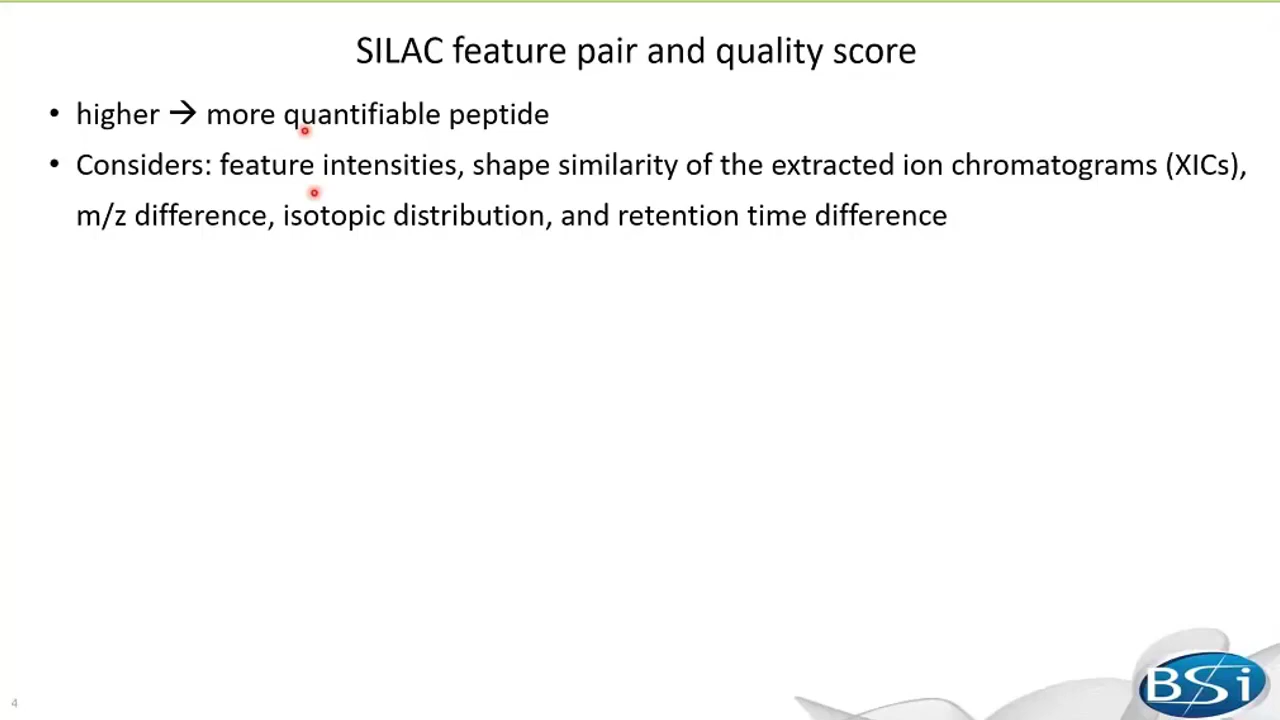 SILAC feature pair and quality score
• higher → more quantifiable peptide
• Considers: feature intensities, shape similarity of the extracted ion chromatograms (XICs),
m/z difference, isotopic distribution, and retention time difference
4
BSi